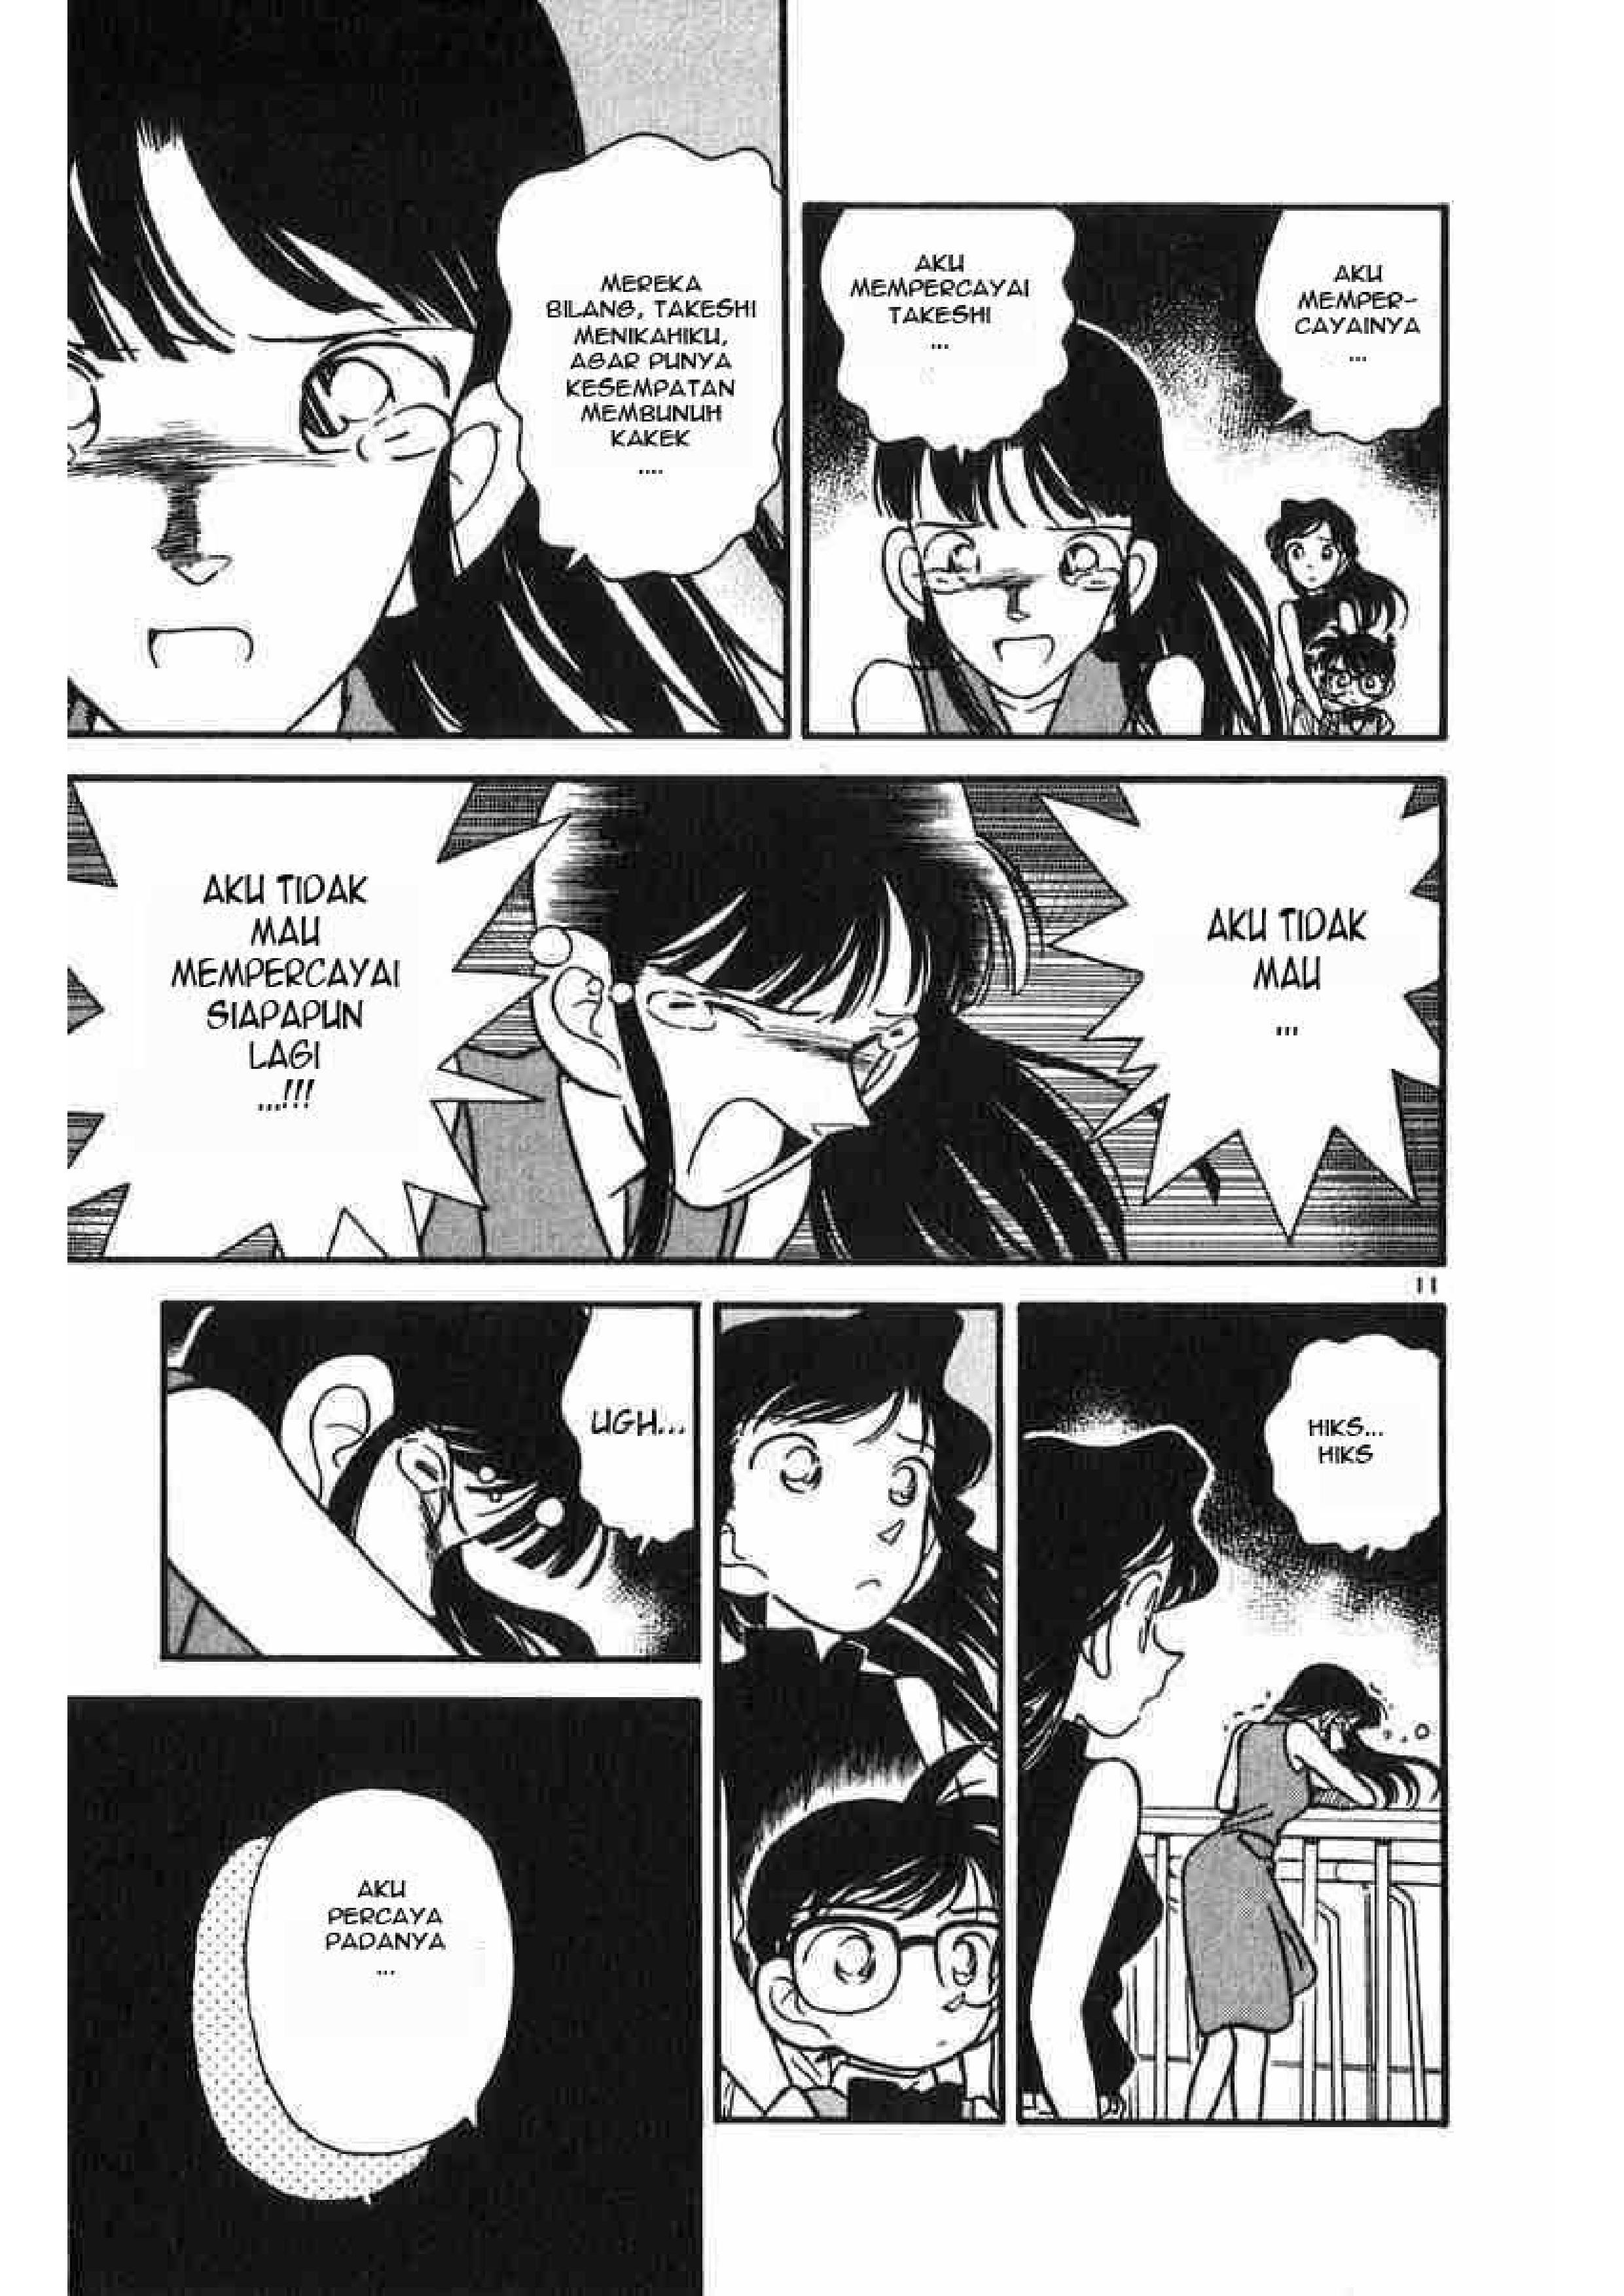 AKU
MEMPER-
CAYAINYA
...
AKU
MEMPERCAYAI
TAKESHI
...
MEREKA
BILANG, TAKESHI
MENIKAHIKU,
AGAR PUNYA
KESEMPATAN
MEMBUNUH
KAKEK
....
AKU TIDAK
MAU
...
AKU TIDAK
MAU
MEMPERCAYAI
SIAPAPUN
LAGI
...!!!
11
HIKS...
HIKS
UGH...
AKU
PERCAYA
PADANYA
...